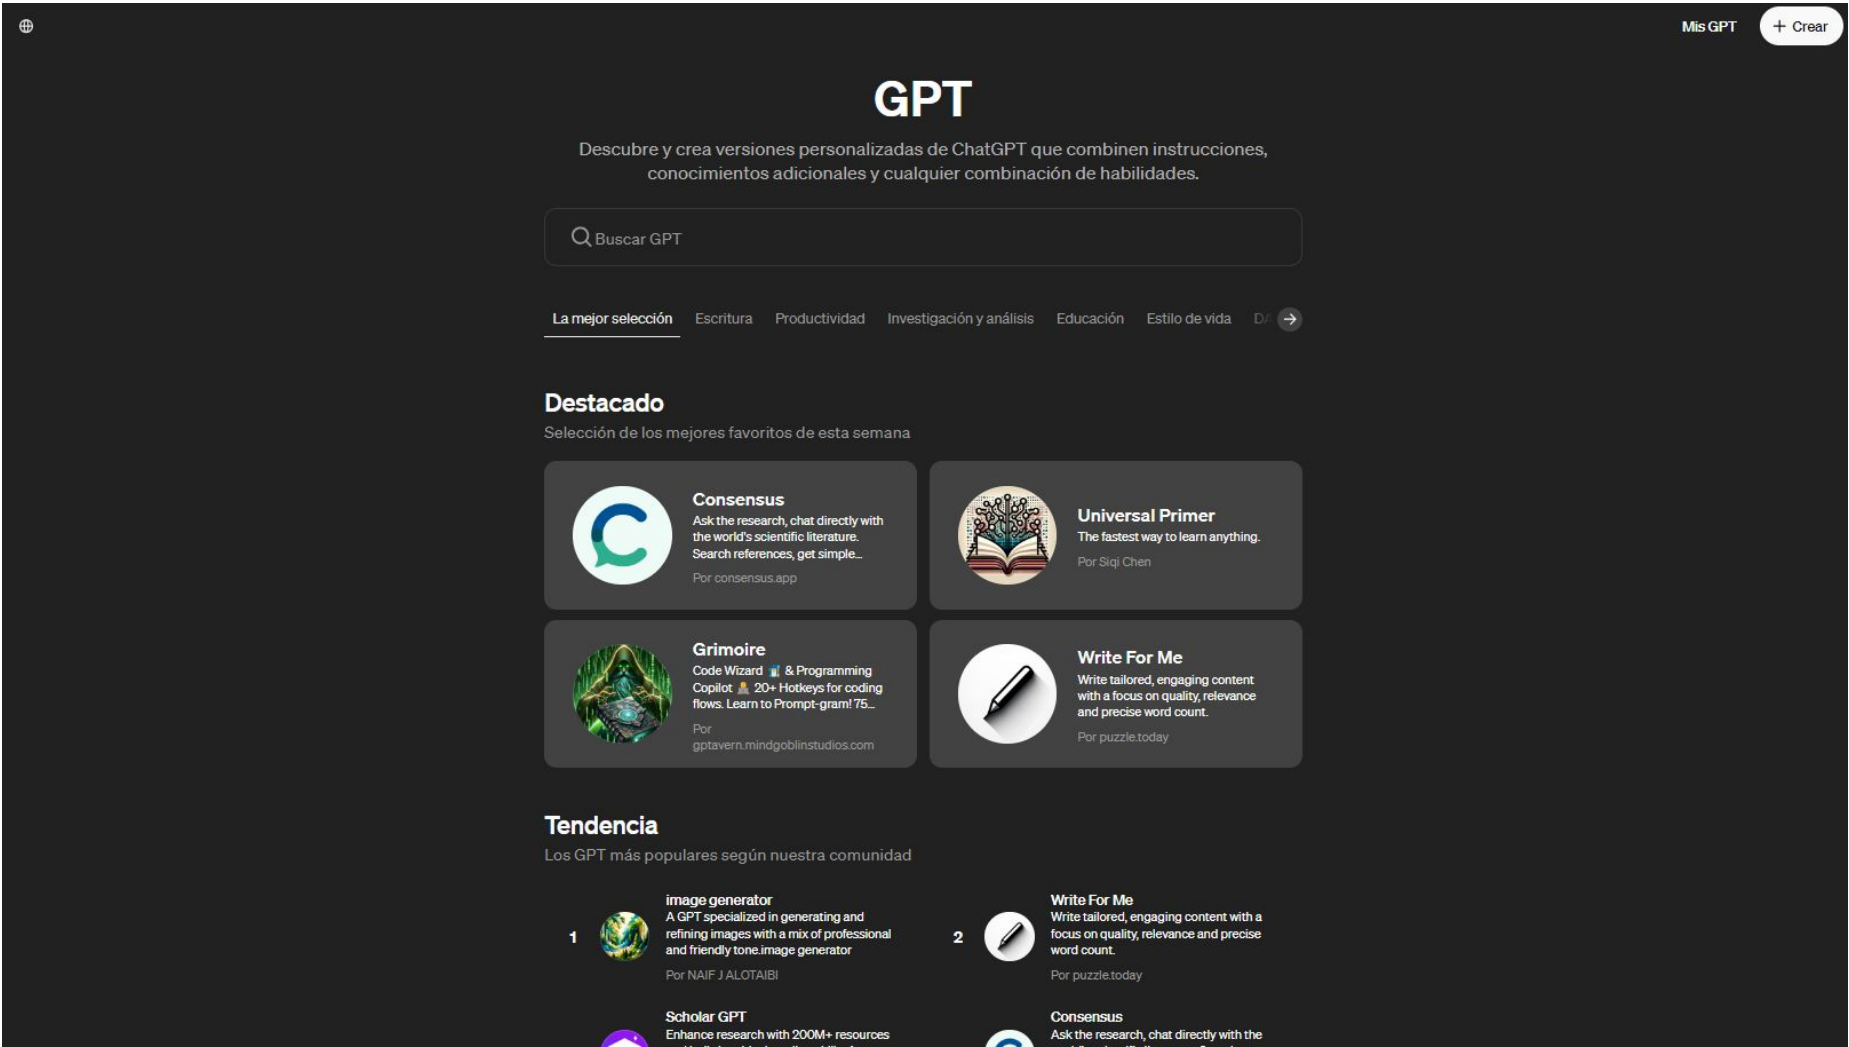 Mis GPT
+ Crear
GPT
Descubre y crea versiones personalizadas de ChatGPT que combinen instrucciones,
conocimientos adicionales y cualquier combinación de habilidades.
Buscar GPT
La mejor selección Escritura Productividad Investigación y análisis Educación Estilo de vida
Destacado
Selección de los mejores favoritos de esta semana
Consensus
Ask the research, chat directly with
the world's scientific literature.
Search references, get simple...
Por consensus.app
Universal Primer
The fastest way to learn anything.
Por Siqi Chen
Grimoire
Code Wizard & Programming
Copilot 20+ Hotkeys for coding
flows. Learn to Prompt-gram! 75...
Por
gptavern.mindgoblinstudios.com
Write For Me
Write tailored, engaging content
with a focus on quality, relevance
and precise word count.
Por puzzle.today
Tendencia
Los GPT más populares según nuestra comunidad
1
image generator
A GPT specialized in generating and
refining images with a mix of professional
and friendly tone.image generator
Por NAIF J ALOTAIBI
2
Write For Me
Write tailored, engaging content with a
focus on quality, relevance and precise
word count.
Por puzzle.today
Scholar GPT
Enhance research with 200M+ resources
Consensus
Ask the research, chat directly with the